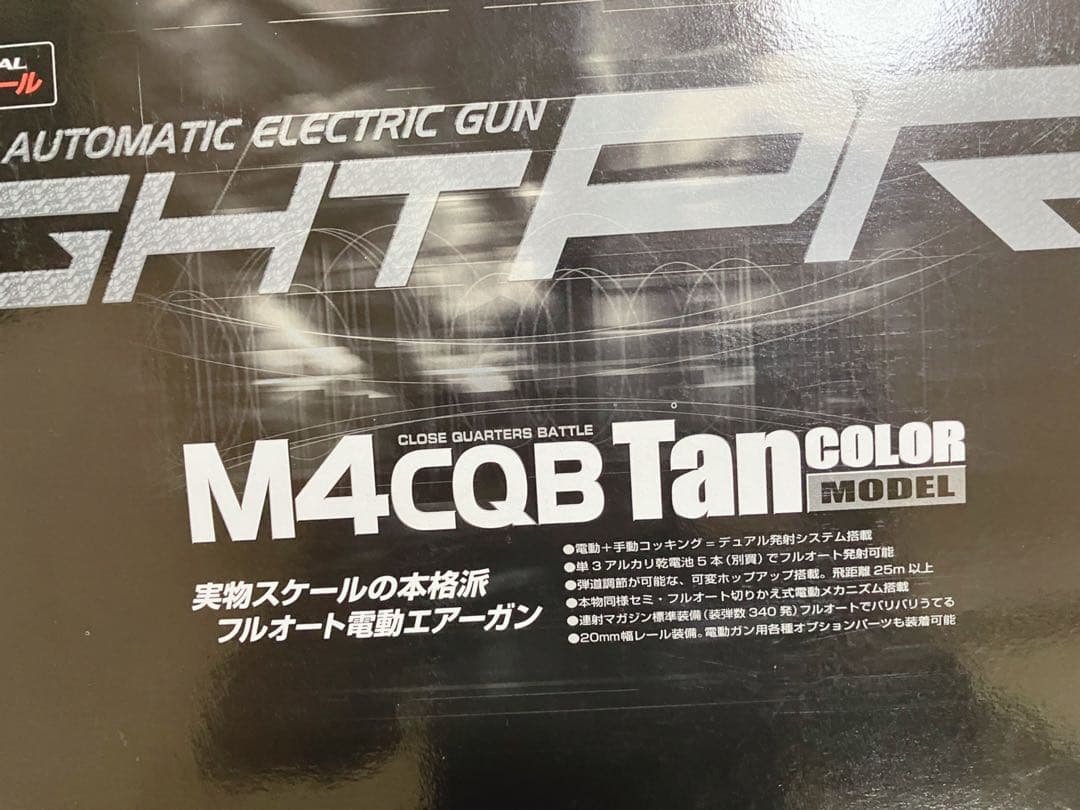 AL
ール
AUTOMATIC ELECTRIC GUN
GHTPR
CLOSE QUARTERS BATTLE
M4CQB Tan COLOR
MODEL
実物スケールの本格派
フルオート電動エアーガン
●電動+手動コッキング=デュアル発射システム搭載
●単3アルカリ乾電池5本(別買)でフルオート発射可能
●弾道調節が可能な、可変ホップアップ搭載。飛距離25m以上
●本物同様セミ・フルオート切りかえ式電動メカニズム搭載
●連射マガジン標準装備(装弾数340発)フルオートでバリバリうてる
●20mm幅レール装備。電動ガン用各種オプションパーツも装着可能